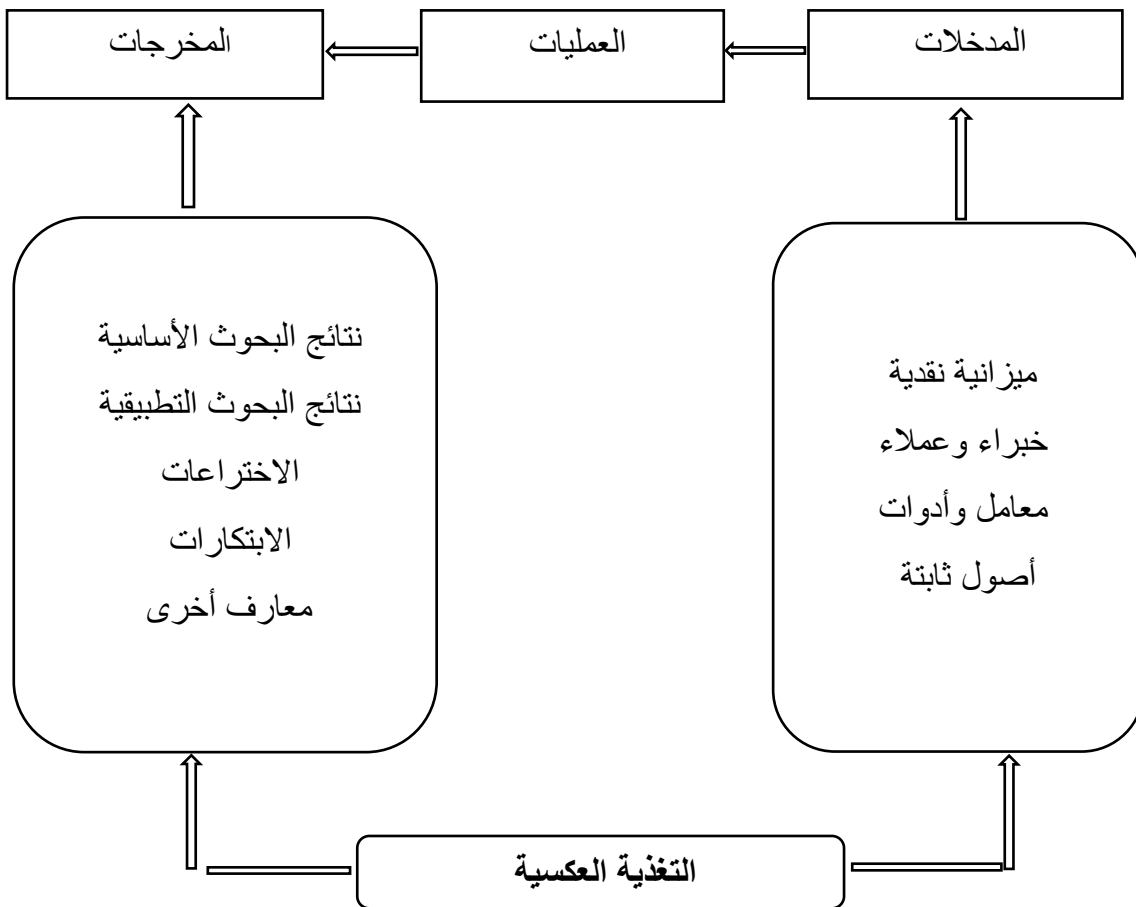 المدخلات
العمليات
المخرجات
ميزانية نقدية
خبراء وعملاء
معامل وأدوات
أصول ثابتة
نتائج البحوث الأساسية
نتائج البحوث التطبيقية
الاختراعات
الابتكارات
معارف أخرى
التغذية العكسية